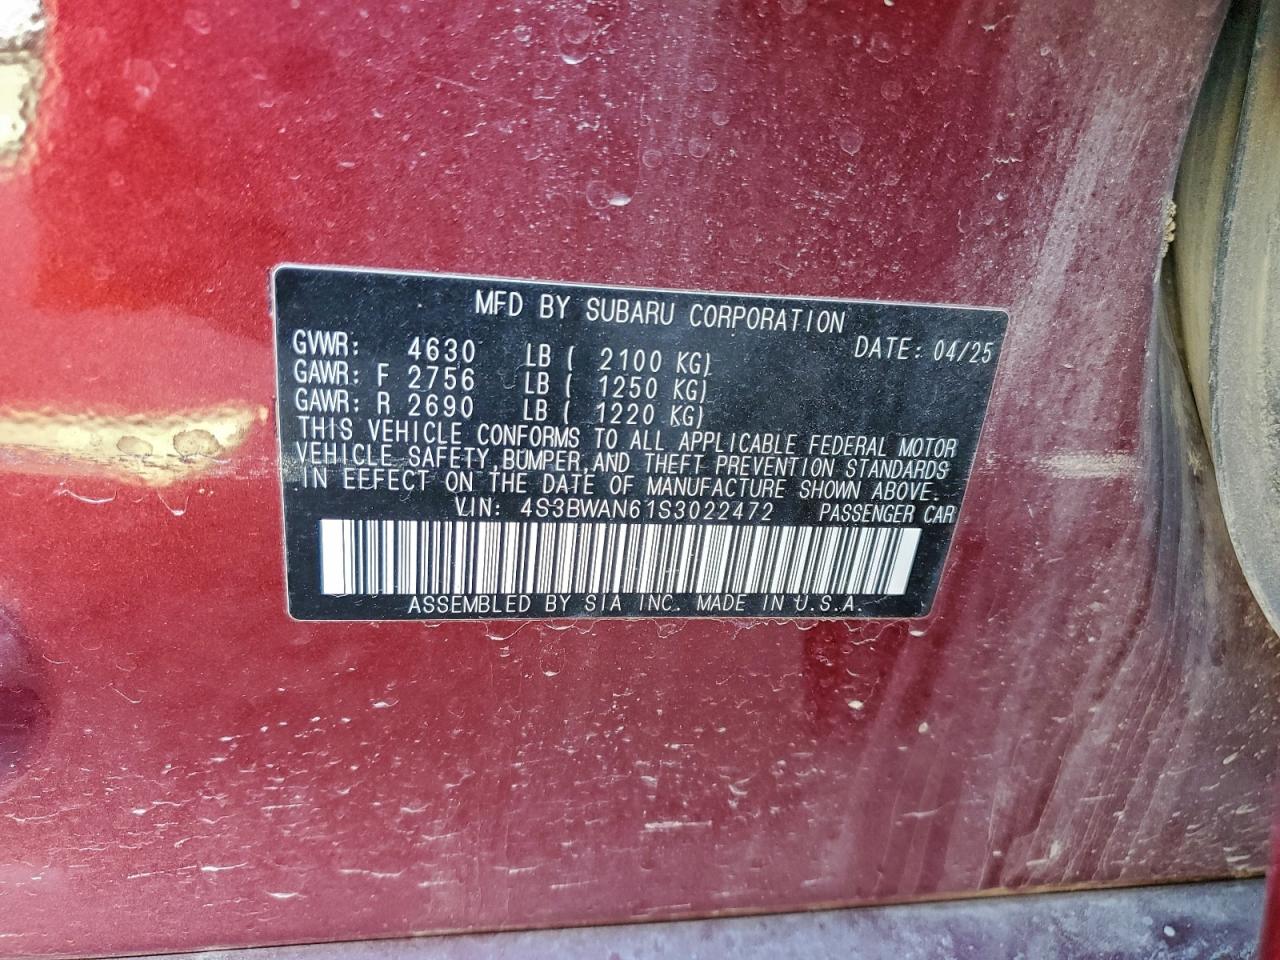 MFD BY SUBARU CORPORATION
GVWR: 4630 LB ( 2100 KG) DATE: 04/25
GAWR: F 2756 LB ( 1250 KG)
GAWR: R 2690 LB ( 1220 KG)
THIS VEHICLE CONFORMS TO ALL APPLICABLE FEDERAL MOTOR
VEHICLE SAFETY,BUMPER,AND THEFT PREVENTION STANDARDS
IN EFFECT ON THE DATE OF MANUFACTURE SHOWN ABOVE.
VIN: 4S3BWAN61S3022472 PASSENGER CAR
ASSEMBLED BY SIA INC. MADE IN U.S.A.